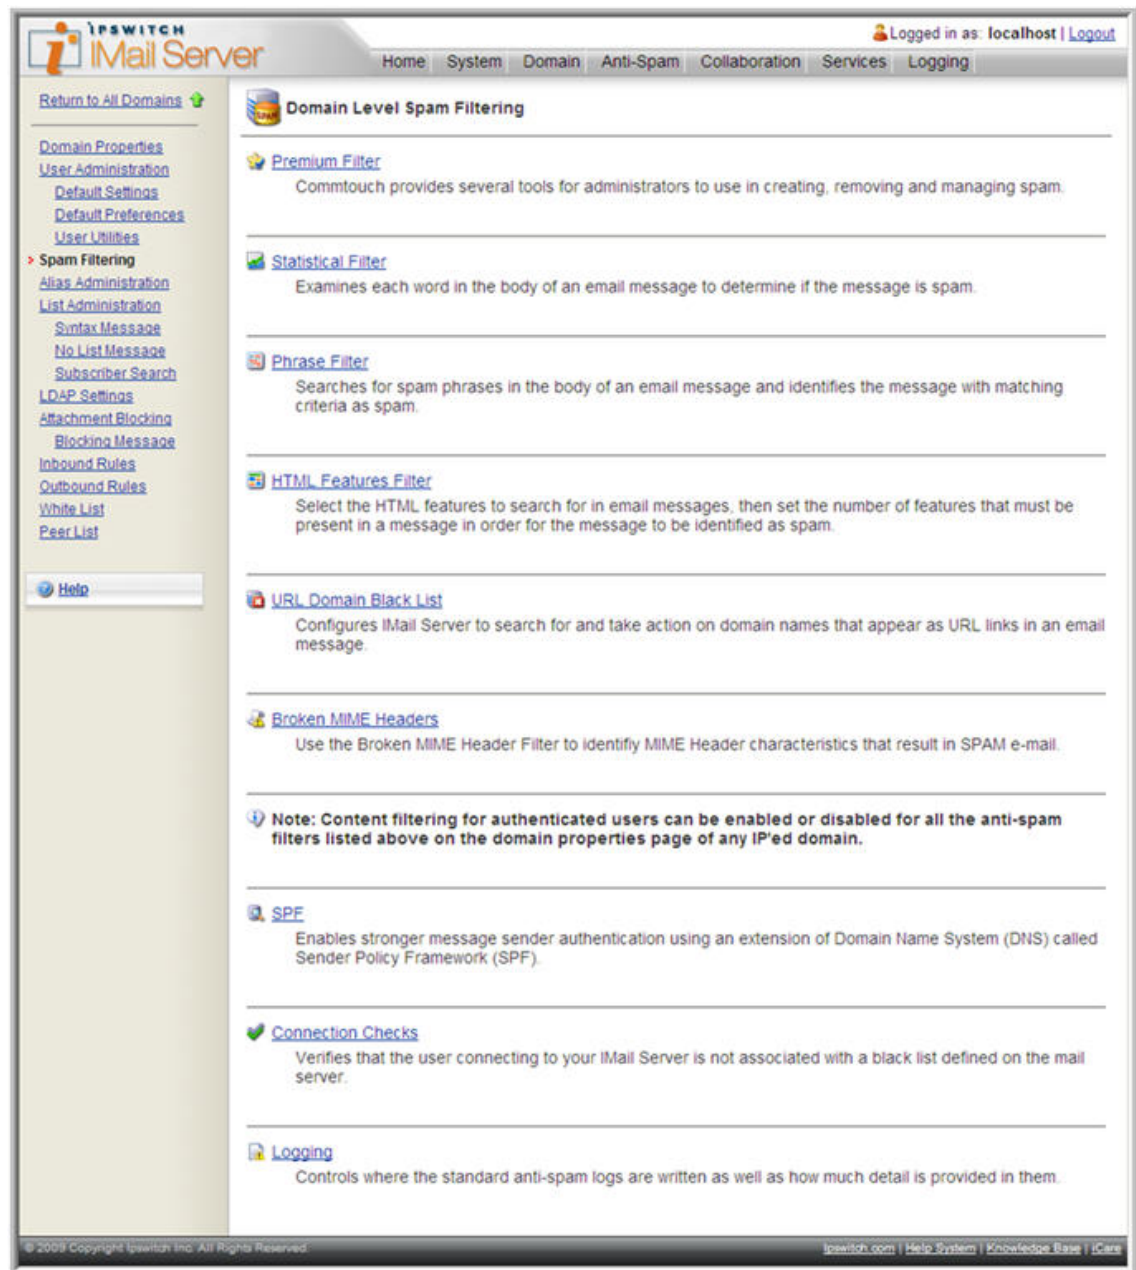 IPSWITCH
IMail Server
Logged in as: localhost | Logout
Home System Domain Anti-Spam Collaboration Services Logging
Return to All Domains
Domain Properties
User Administration
Default Settings
Default Preferences
User Utilities
Spam Filtering
Alias Administration
List Administration
Syntax Message
No List Message
Subscriber Search
LDAP Settings
Attachment Blocking
Blocking Message
Inbound Rules
Outbound Rules
White List
Peer List
Help
SPAM
Domain Level Spam Filtering
Premium Filter
Commtouch provides several tools for administrators to use in creating, removing and managing spam.
Statistical Filter
Examines each word in the body of an email message to determine if the message is spam.
Phrase Filter
Searches for spam phrases in the body of an email message and identifies the message with matching
criteria as spam.
HTML Features Filter
Select the HTML features to search for in email messages, then set the number of features that must be
present in a message in order for the message to be identified as spam.
URL Domain Black List
Configures IMail Server to search for and take action on domain names that appear as URL links in an email
message.
Broken MIME Headers
Use the Broken MIME Header Filter to identifiy MIME Header characteristics that result in SPAM e-mail.
Note: Content filtering for authenticated users can be enabled or disabled for all the anti-spam
filters listed above on the domain properties page of any IP'ed domain.
SPF
Enables stronger message sender authentication using an extension of Domain Name System (DNS) called
Sender Policy Framework (SPF).
Connection Checks
Verifies that the user connecting to your IMail Server is not associated with a black list defined on the mail
server.
Logging
Controls where the standard anti-spam logs are written as well as how much detail is provided in them.
© 2009 Copyright Ipswitch Inc. All Rights Reserved.
Ipswitch.com | Help System | Knowledge Base | iCare